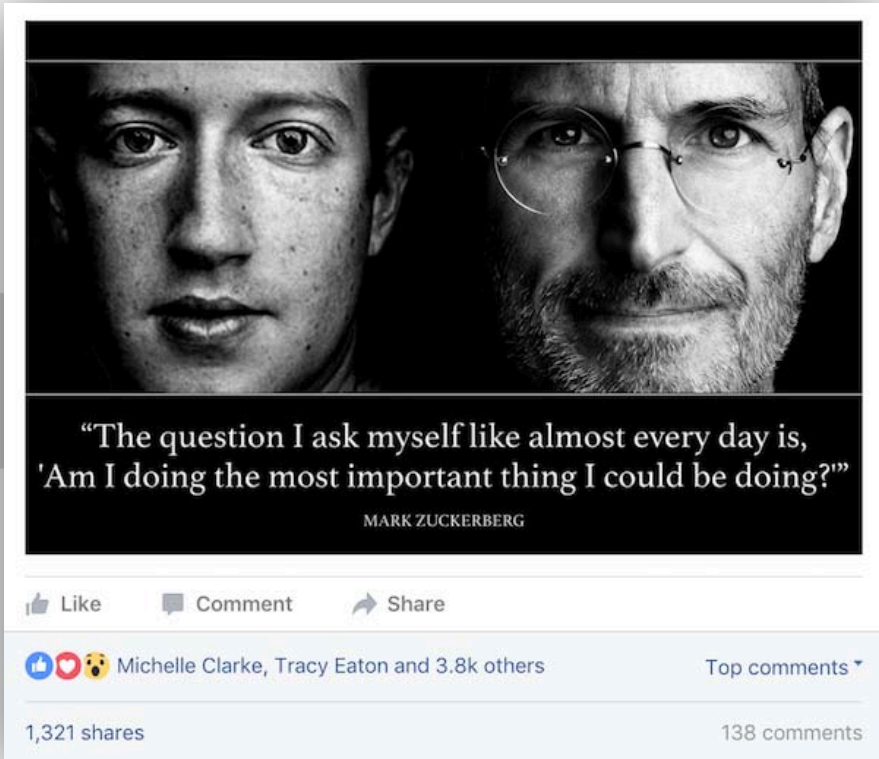 “The question I ask myself like almost every day is,
'Am I doing the most important thing I could be doing?'”
MARK ZUCKERBERG
Like Comment Share
Michelle Clarke, Tracy Eaton and 3.8k others Top comments
1,321 shares 138 comments